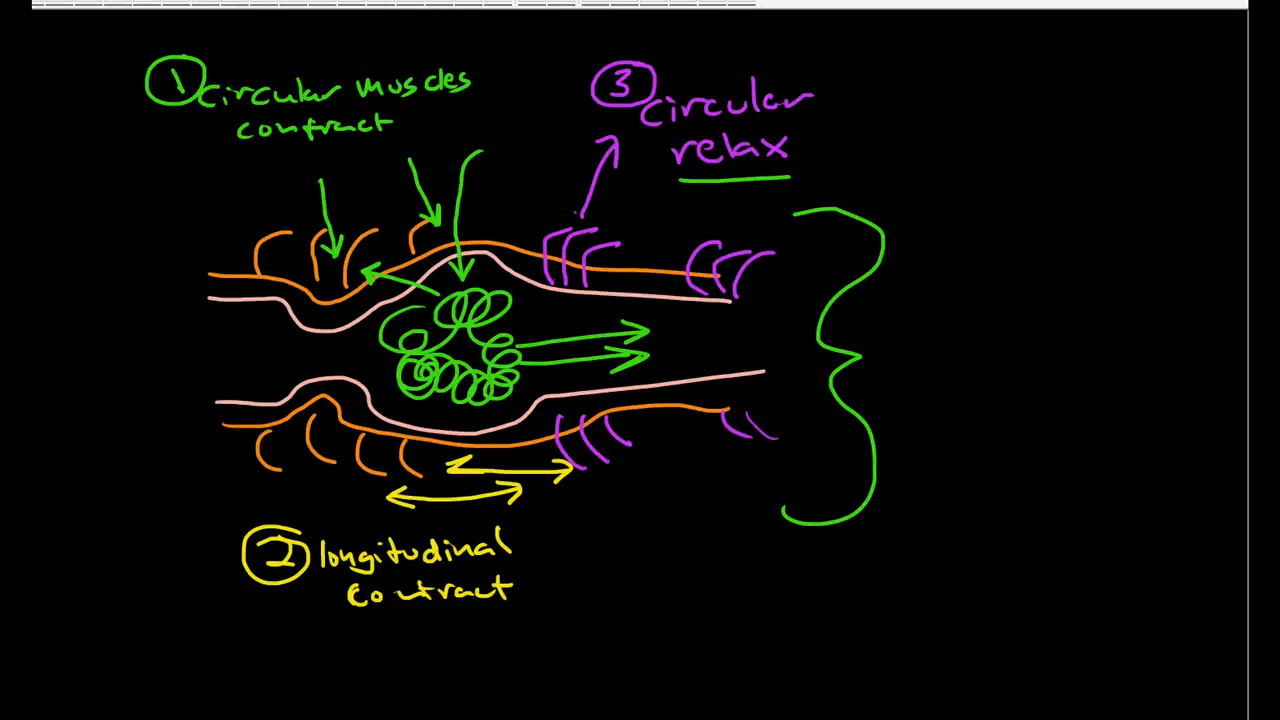 1 circular muscles
contract
3 circular
relax
2 longitudinal
contract